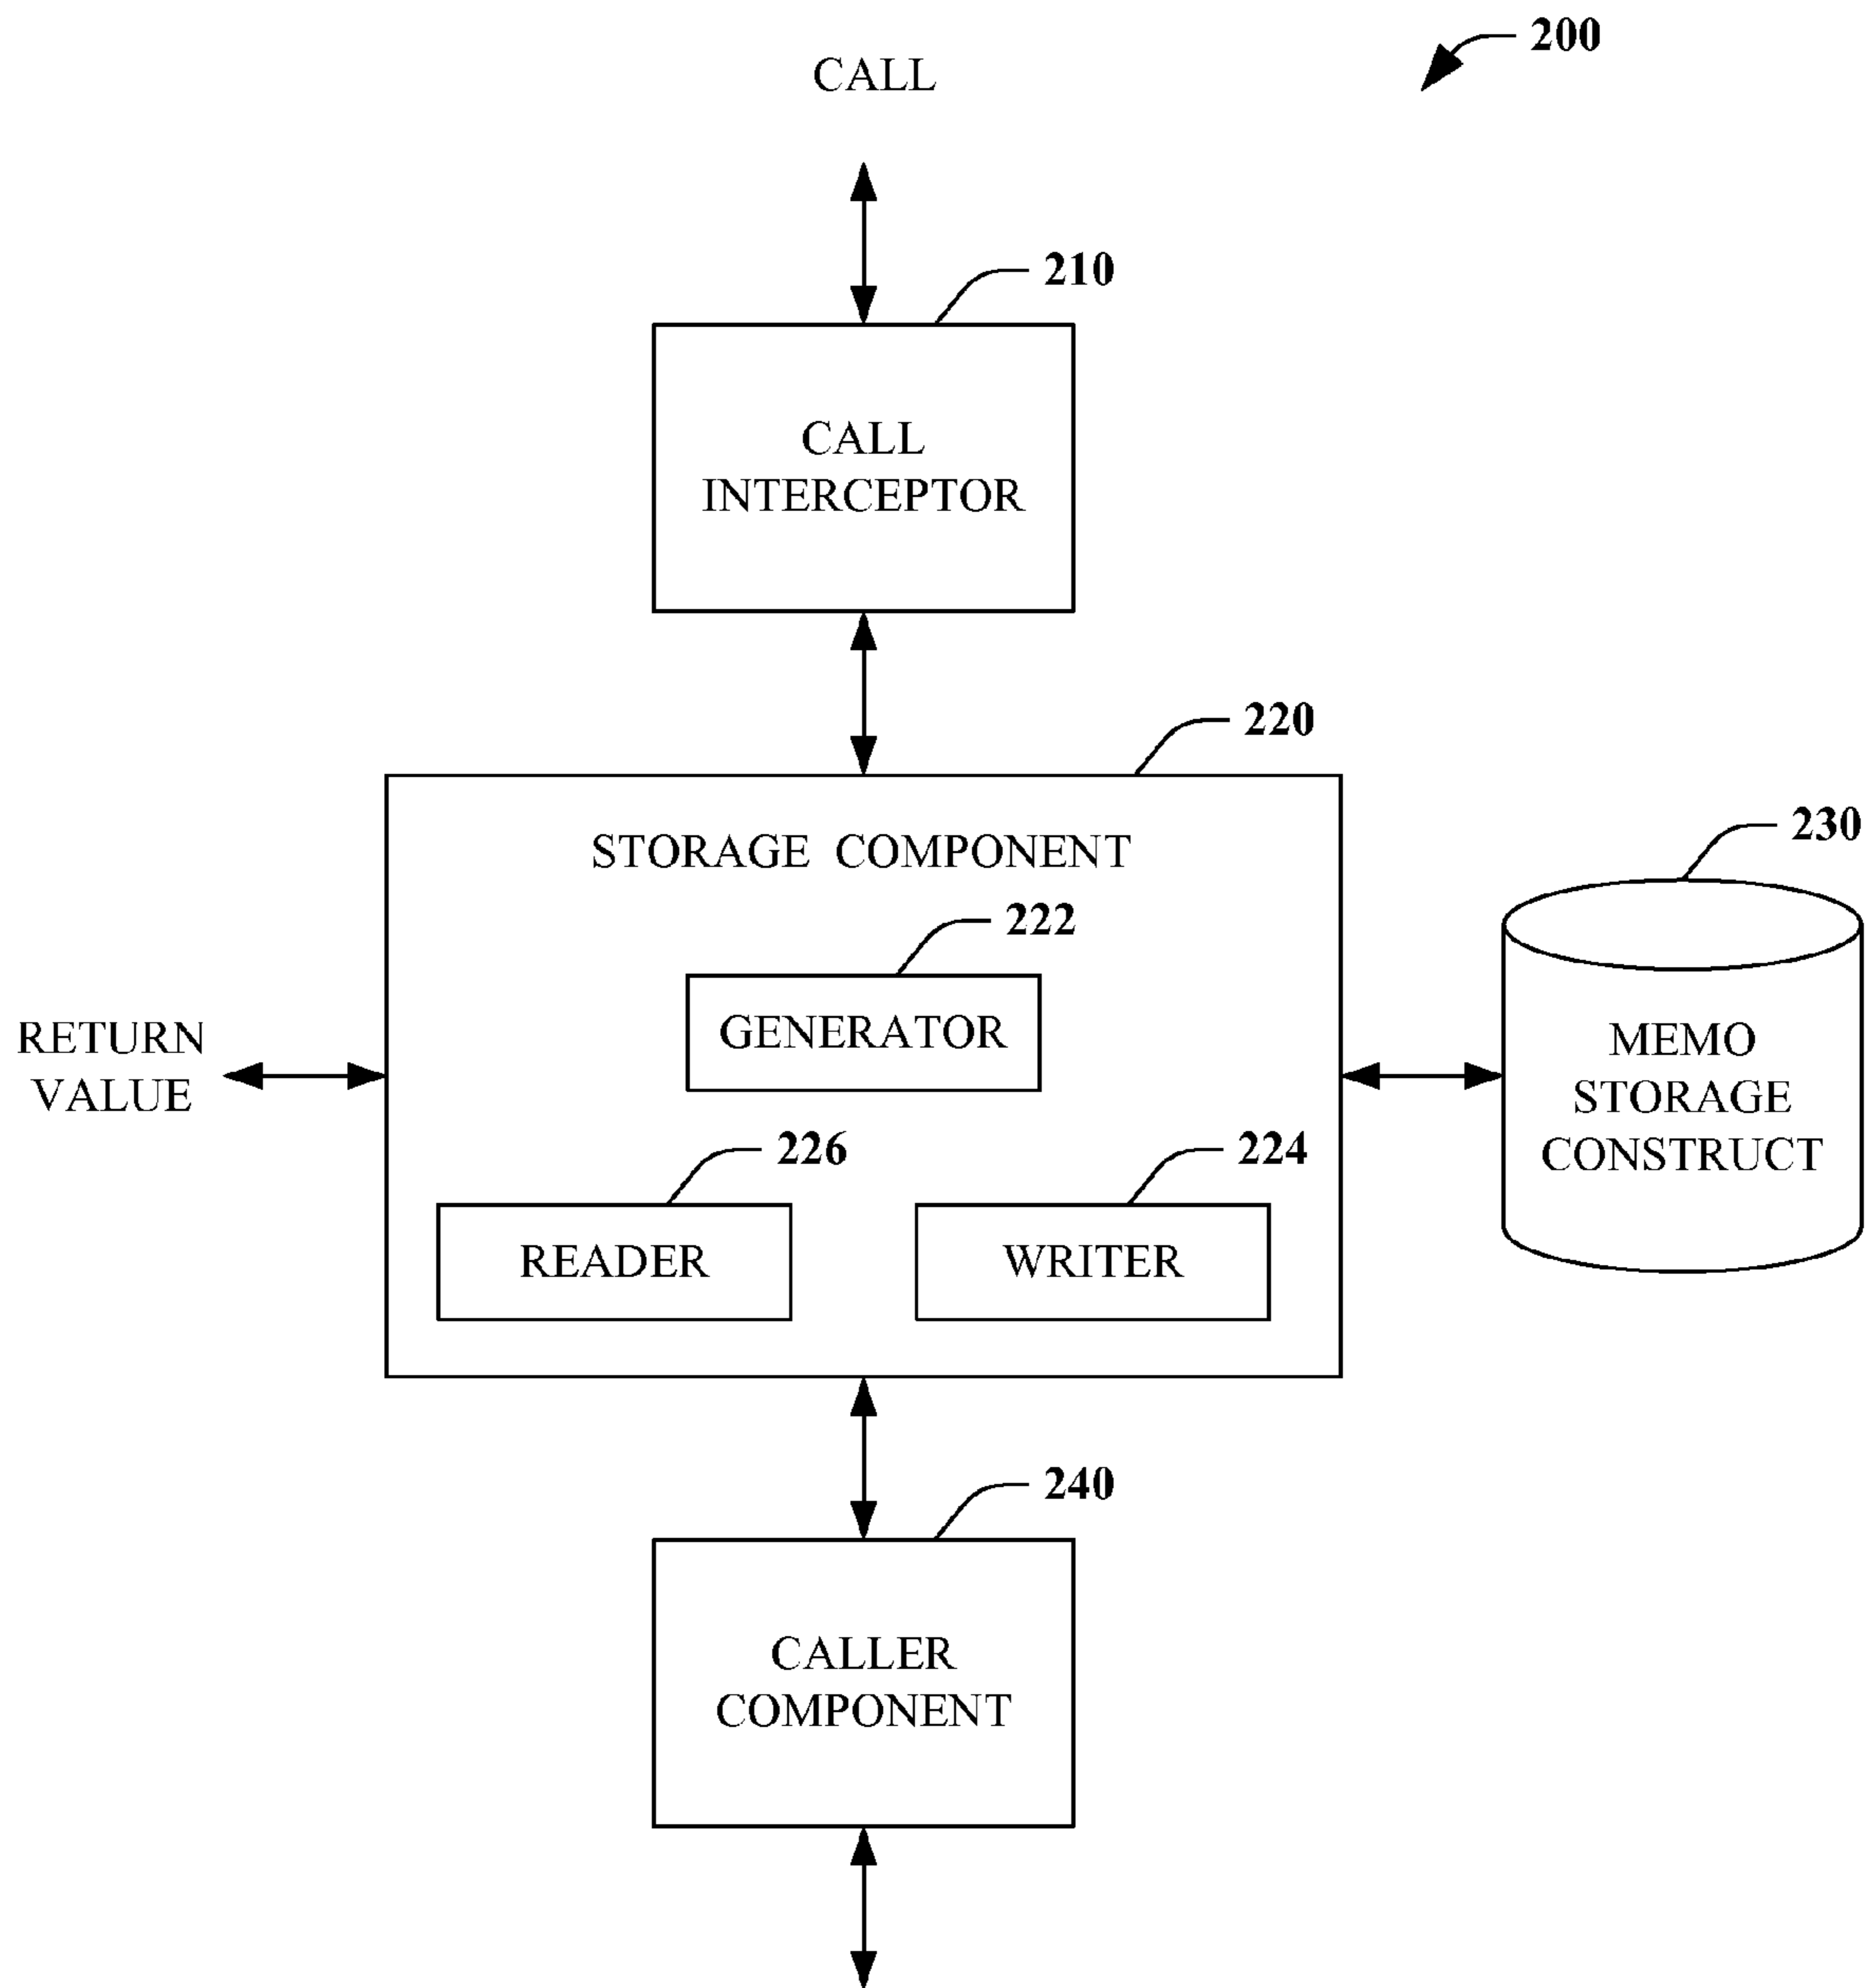 200
CALL
210
CALL
INTERCEPTOR
220
STORAGE COMPONENT
230
222
GENERATOR
RETURN
VALUE
MEMO
STORAGE
CONSTRUCT
226
224
READER
WRITER
240
CALLER
COMPONENT